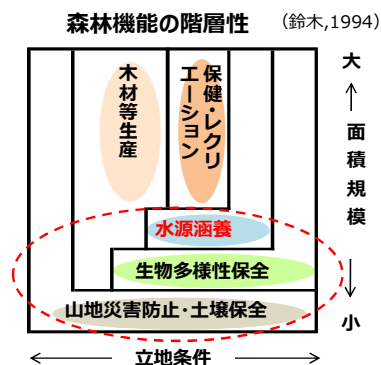 森林機能の階層性 (鈴木,1994)
木材等生産
保健・レクリ
エーション
水源涵養
生物多様性保全
山地災害防止・土壌保全
立地条件
大
面積規模
小